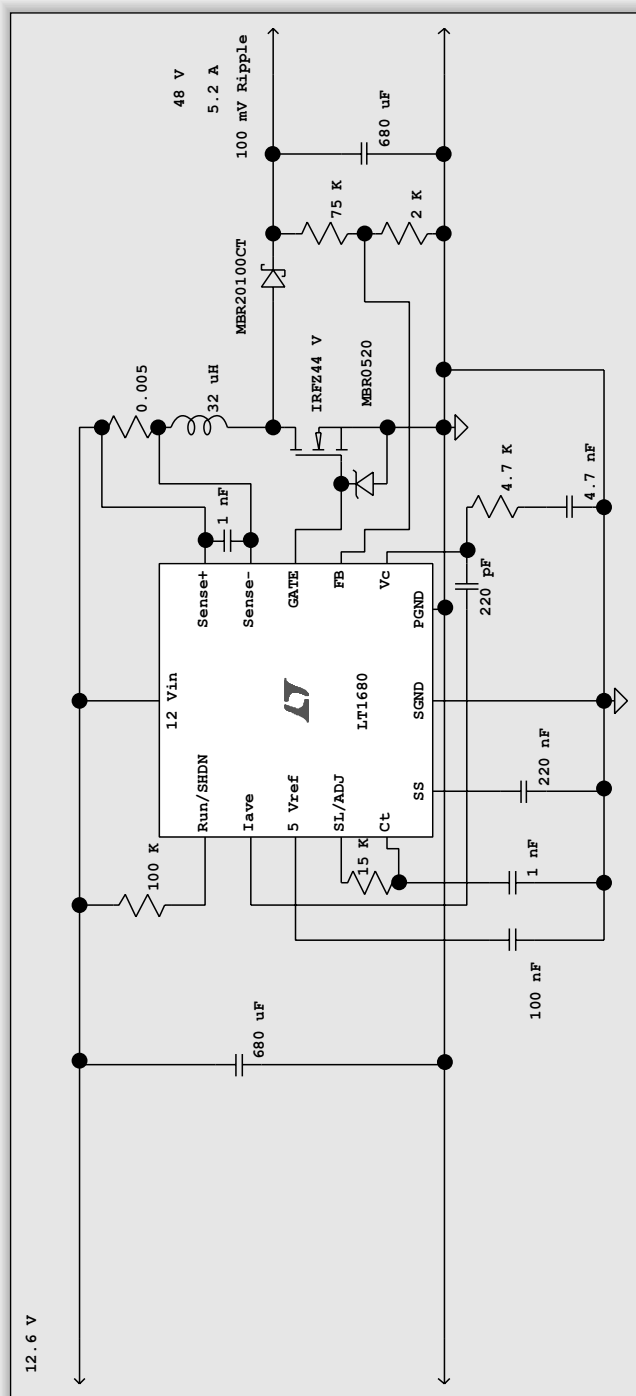 12.6 V
680 uF
100 K
12 Vin
Run/SHDN
Iave
5 Vref
SL/ADJ
Ct
SS
SGND
PGND
Sense+
Sense-
GATE
FB
Vc
LT
LT1680
15 K
100 nF
1 nF
220 nF
220 pF
4.7 K
4.7 nF
1 nF
0.005
32 uH
IRFZ44 V
MBR0520
MBR20100CT
75 K
2 K
680 uF
48 V
5.2 A
100 mV Ripple